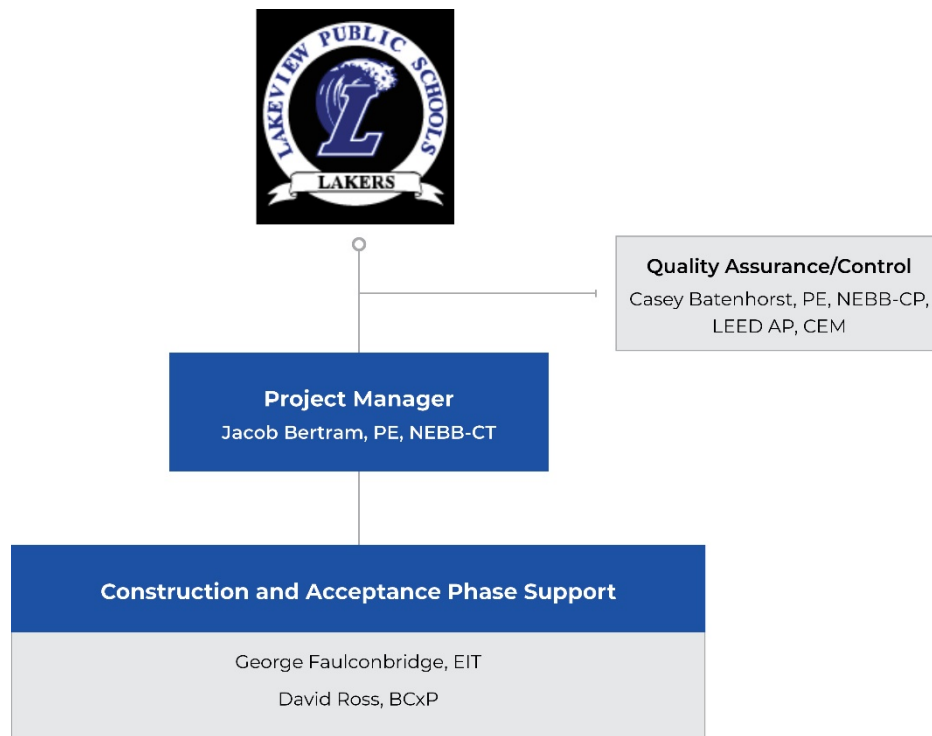 LAKEVIEW PUBLIC SCHOOLS
L
LAKERS
Quality Assurance/Control
Casey Batenhorst, PE, NEBB-CP,
LEED AP, CEM
Project Manager
Jacob Bertram, PE, NEBB-CT
Construction and Acceptance Phase Support
George Faulconbridge, EIT
David Ross, BCxP